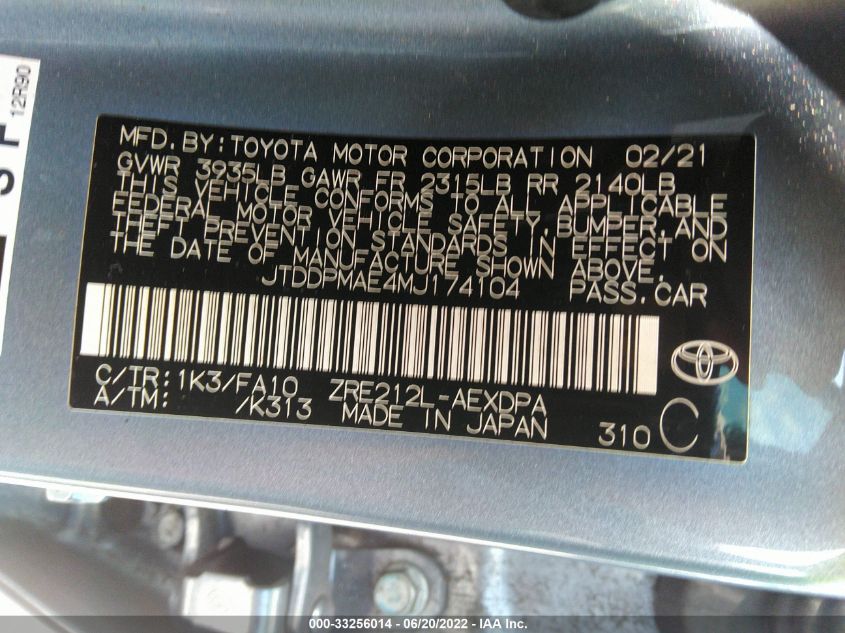 12R90
MFD. BY: TOYOTA MOTOR CORPORATION 02/21
GVWR 3935LB GAWR FR 2315LB RR 2140LB
THIS VEHICLE CONFORMS TO ALL APPLICABLE
FEDERAL MOTOR VEHICLE SAFETY, BUMPER, AND
THEFT PREVENTION STANDARDS IN EFFECT ON
THE DATE OF MANUFACTURE SHOWN ABOVE.
JTDDPMAE4MJ174104 PASS. CAR
C/TR: 1K3/FA10 ZRE212L-AEXDPA
A/TM: /K313 MADE IN JAPAN 310 C
000-33256014 - 06/20/2022 - IAA Inc.